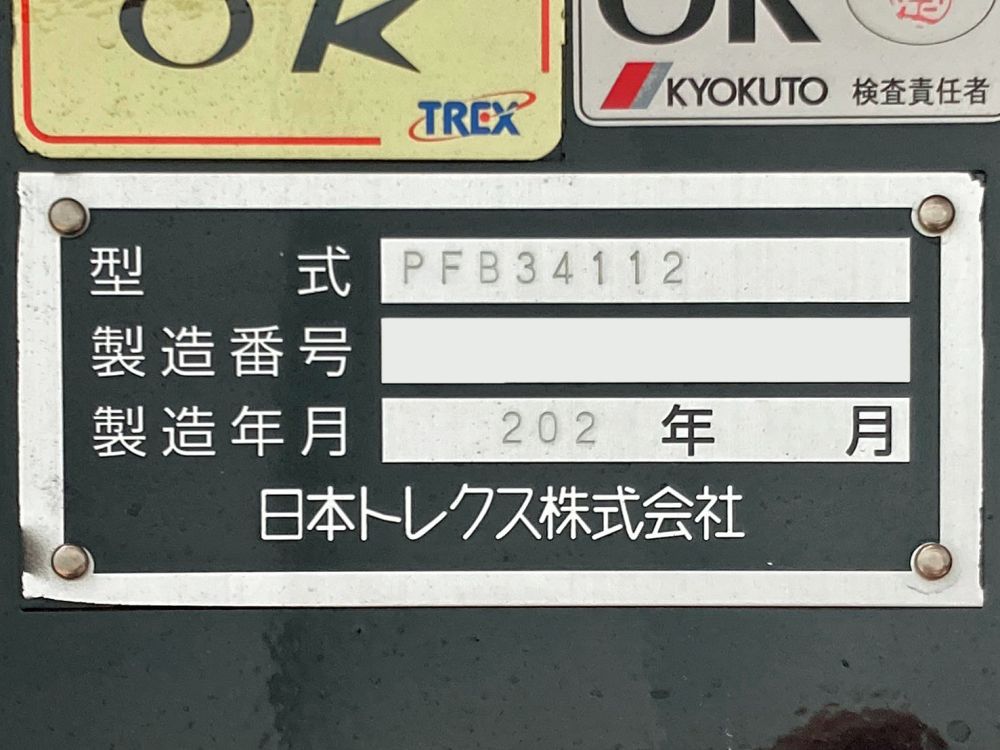 OK
TREX
OK
KYOKUTO 検査責任者
型 式 PFB34112
製造番号
製造年月 202 年 月
日本トレクス株式会社